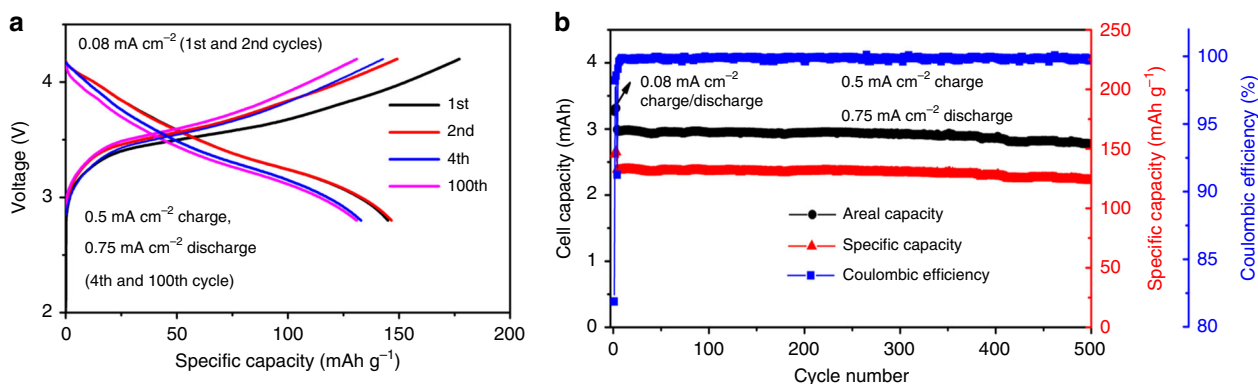 a
0.08 mA cm⁻² (1st and 2nd cycles)
4
3
2
Voltage (V)
1st
2nd
4th
100th
0.5 mA cm⁻² charge,
0.75 mA cm⁻² discharge
(4th and 100th cycle)
0 50 100 150 200
Specific capacity (mAh g⁻¹)
b
4
3
2
1
0
Cell capacity (mAh)
0.08 mA cm⁻²
charge/discharge
0.5 mA cm⁻² charge
0.75 mA cm⁻² discharge
Areal capacity
Specific capacity
Coulombic efficiency
0 100 200 300 400 500
Cycle number
250
200
150
100
50
0
Specific capacity (mAh g⁻¹)
100
95
90
85
80
Coulombic efficiency (%)